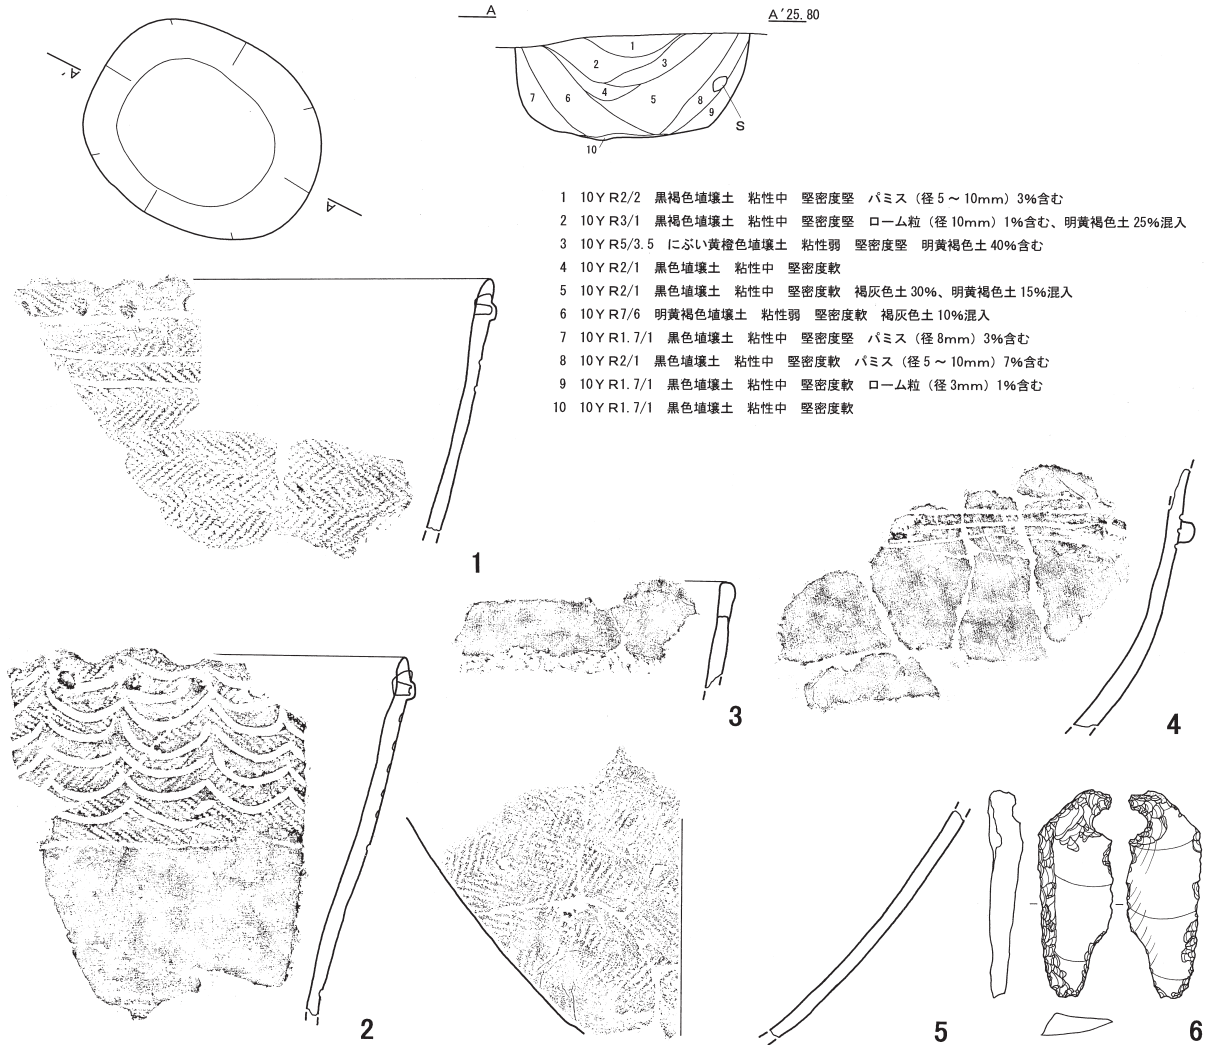 A
A'25.80
A'
A
1
2
3
4
5
6
7
8
9
10
S
1 10YR2/2 黒褐色埴壌土 粘性中 堅密度堅 パミス（径5～10mm）3%含む
2 10YR3/1 黒褐色埴壌土 粘性中 堅密度堅 ローム粒（径10mm）1%含む、明黄褐色土25%混入
3 10YR5/3.5 にぶい黄橙色埴壌土 粘性弱 堅密度堅 明黄褐色土40%含む
4 10YR2/1 黒色埴壌土 粘性中 堅密度軟
5 10YR2/1 黒色埴壌土 粘性中 堅密度軟 褐灰色土30%、明黄褐色土15%混入
6 10YR7/6 明黄褐色埴壌土 粘性弱 堅密度軟 褐灰色土10%混入
7 10YR1.7/1 黒色埴壌土 粘性中 堅密度堅 パミス（径8mm）3%含む
8 10YR2/1 黒色埴壌土 粘性中 堅密度軟 パミス（径5～10mm）7%含む
9 10YR1.7/1 黒色埴壌土 粘性中 堅密度軟 ローム粒（径3mm）1%含む
10 10YR1.7/1 黒色埴壌土 粘性中 堅密度軟
1
2
3
4
5
6